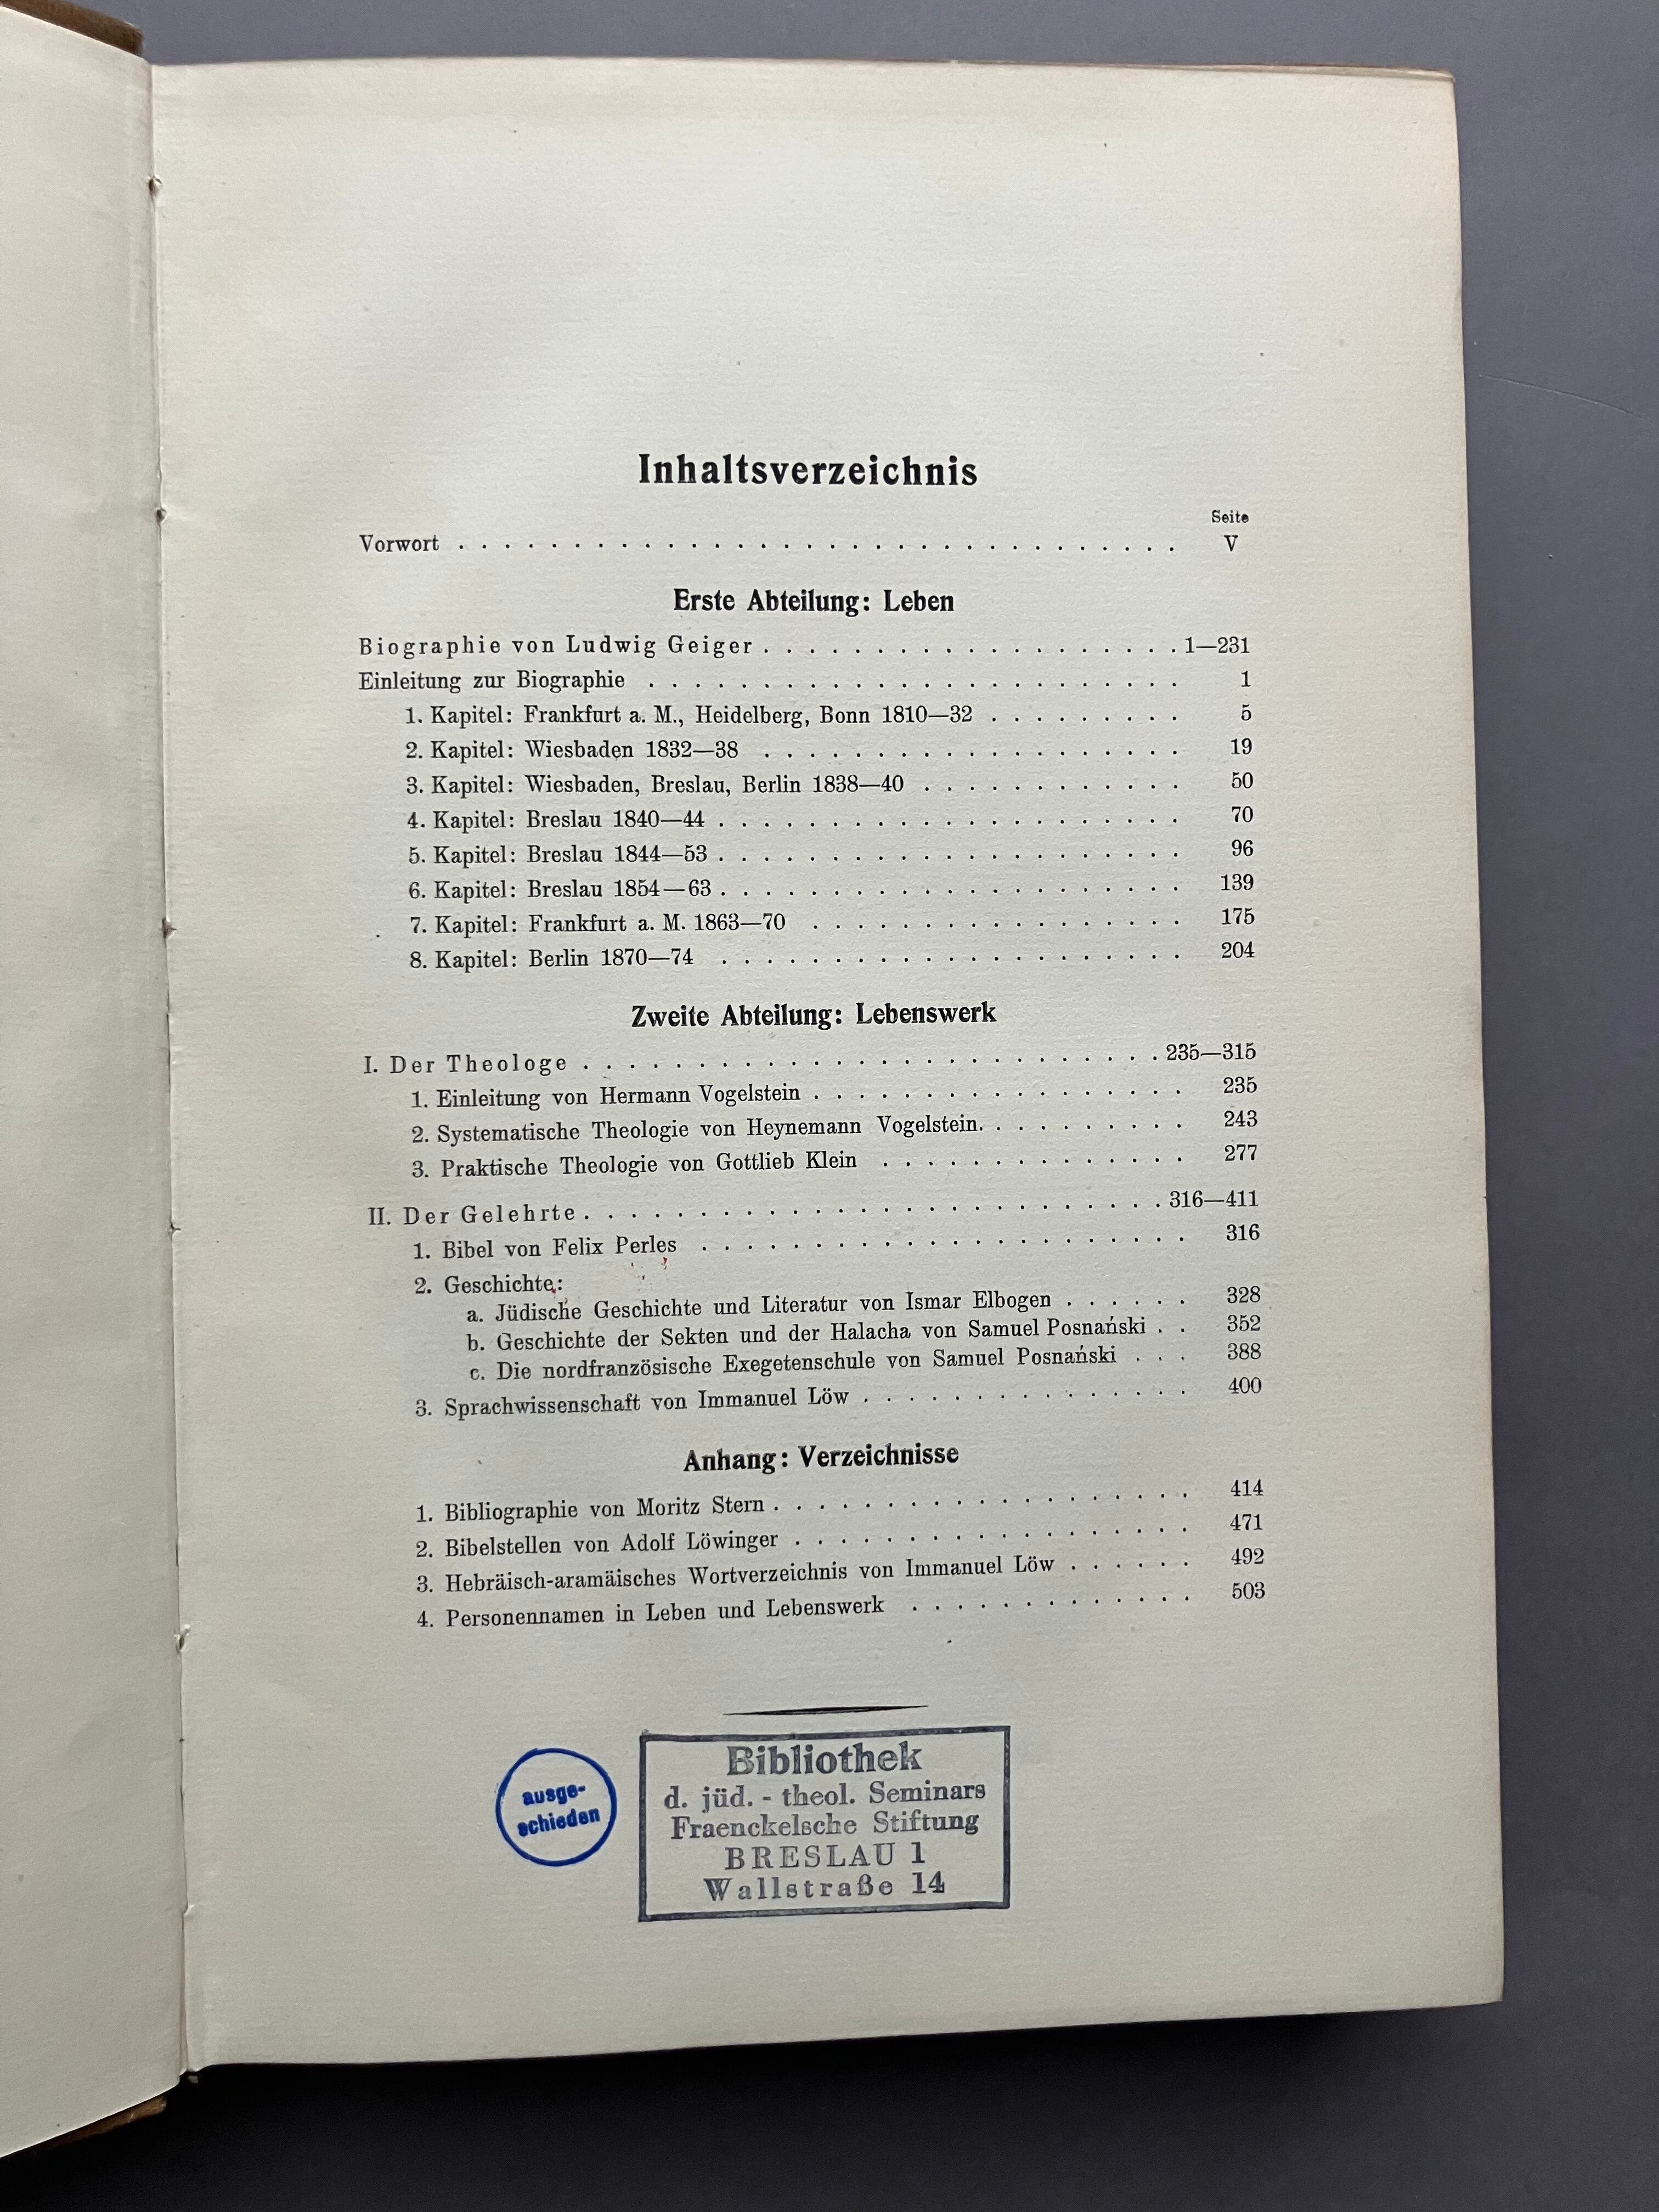 Inhaltsverzeichnis
Seite
Vorwort . . . . . . . . . . . . . . . . . . . . . . . . . . . . . . . . V
Erste Abteilung: Leben
Biographie von Ludwig Geiger . . . . . . . . . . . . . . . . . . . 1—231
Einleitung zur Biographie . . . . . . . . . . . . . . . . . . . . . . . . 1
1. Kapitel: Frankfurt a. M., Heidelberg, Bonn 1810—32 . . . . . . . . . 5
2. Kapitel: Wiesbaden 1832—38 . . . . . . . . . . . . . . . . . . . 19
3. Kapitel: Wiesbaden, Breslau, Berlin 1838—40 . . . . . . . . . . . . 50
4. Kapitel: Breslau 1840—44 . . . . . . . . . . . . . . . . . . . . . 70
5. Kapitel: Breslau 1844—53 . . . . . . . . . . . . . . . . . . . . . 96
6. Kapitel: Breslau 1854—63 . . . . . . . . . . . . . . . . . . . . . 139
7. Kapitel: Frankfurt a. M. 1863—70 . . . . . . . . . . . . . . . . . 175
8. Kapitel: Berlin 1870—74 . . . . . . . . . . . . . . . . . . . . . 204
Zweite Abteilung: Lebenswerk
I. Der Theologe . . . . . . . . . . . . . . . . . . . . . . . . . . 235—315
1. Einleitung von Hermann Vogelstein . . . . . . . . . . . . . . . . . 235
2. Systematische Theologie von Heynemann Vogelstein. . . . . . . . . . 243
3. Praktische Theologie von Gottlieb Klein . . . . . . . . . . . . . . 277
II. Der Gelehrte . . . . . . . . . . . . . . . . . . . . . . . . . . 316—411
1. Bibel von Felix Perles . . . . . . . . . . . . . . . . . . . . . . 316
2. Geschichte:
a. Jüdische Geschichte und Literatur von Ismar Elbogen . . . . . . 328
b. Geschichte der Sekten und der Halacha von Samuel Posnański . . 352
c. Die nordfranzösische Exegetenschule von Samuel Posnański . . . 388
3. Sprachwissenschaft von Immanuel Löw . . . . . . . . . . . . . . . 400
Anhang: Verzeichnisse
1. Bibliographie von Moritz Stern . . . . . . . . . . . . . . . . . . . 414
2. Bibelstellen von Adolf Löwinger . . . . . . . . . . . . . . . . . . 471
3. Hebräisch-aramäisches Wortverzeichnis von Immanuel Löw . . . . . . 492
4. Personennamen in Leben und Lebenswerk . . . . . . . . . . . . . 503
ausge-
schieden
Bibliothek
d. jüd. - theol. Seminars
Fraenckelsche Stiftung
BRESLAU 1
Wallstraße 14